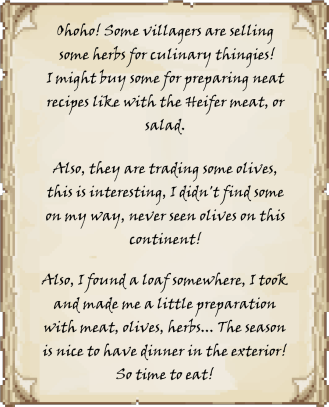 Ohoho! Some villagers are selling
some herbs for culinary thingies!
I might buy some for preparing neat
recipes like with the Heifer meat, or
salad.
Also, they are trading some olives,
this is interesting, I didn't find some
on my way, never seen olives on this
continent!
Also, I found a loaf somewhere, I took
and made me a little preparation
with meat, olives, herbs... The season
is nice to have dinner in the exterior!
So time to eat!